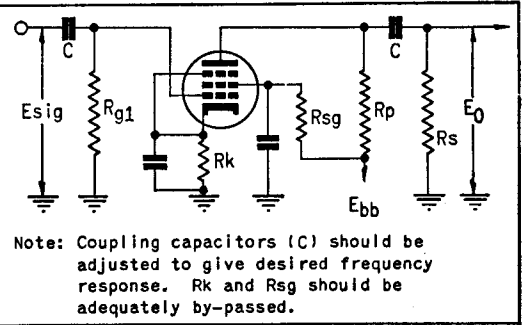 C
C
Esig
Rg1
Rk
Rsg
Rp
Rs
E0
Ebb
Note: Coupling capacitors (C) should be
adjusted to give desired frequency
response. Rk and Rsg should be
adequately by-passed.